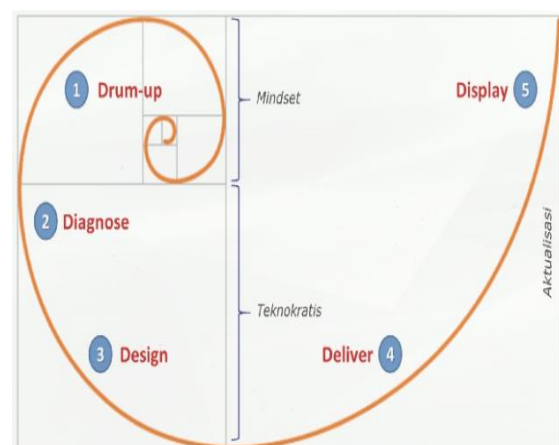 1 Drum-up
Mindset
Display 5
2 Diagnose
Teknokratis
3 Design
Deliver 4
Aktualisasi